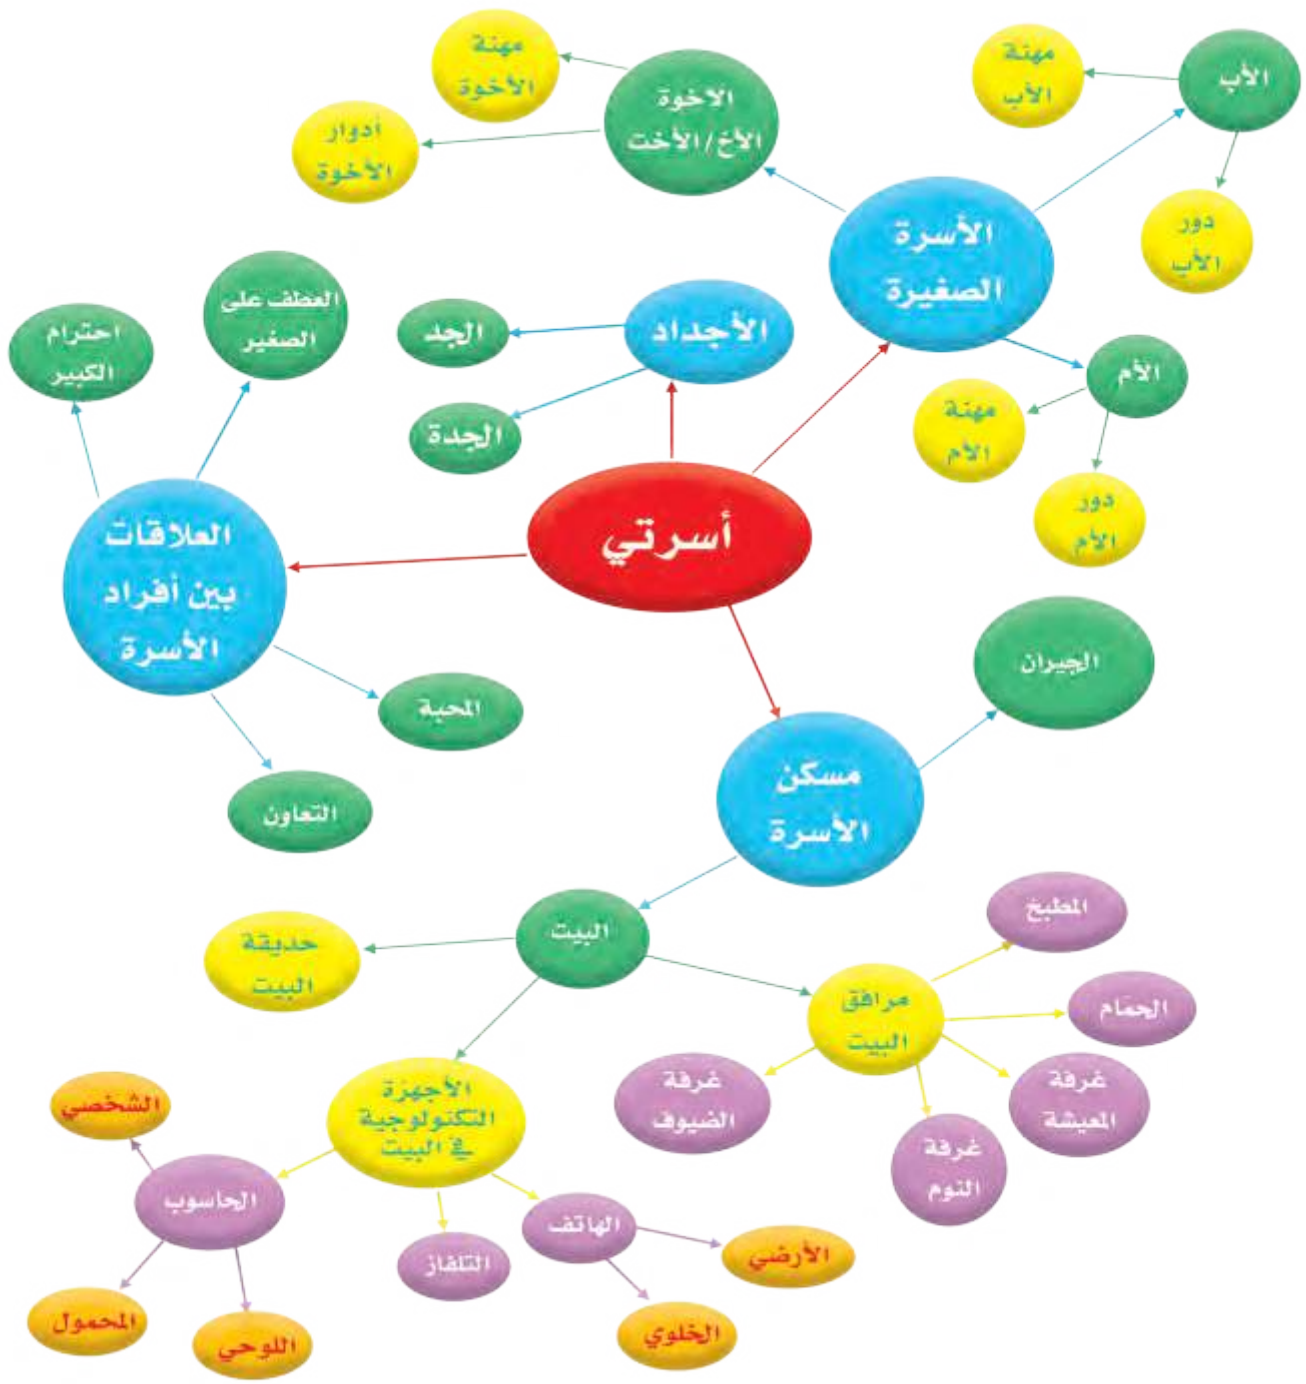 أسرتي
الأسرة
الصغيرة
الأب
مهنة
الأب
دور
الأب
الأم
مهنة
الأم
دور
الأم
الاخوة
الأخ/الأخت
مهنة
الأخوة
أدوار
الأخوة
الأجداد
الجد
الجدة
العلاقات
بين أفراد
الأسرة
العطف على
الصغير
احترام
الكبير
المحبة
التعاون
مسكن
الأسرة
الجيران
البيت
حديقة
البيت
مرافق
البيت
المطبخ
الحمام
غرفة
المعيشة
غرفة
النوم
غرفة
الضيوف
الأجهزة
التكنولوجية
في البيت
الهاتف
الأرضي
الخلوي
التلفاز
الحاسوب
الشخصي
المحمول
اللوحي